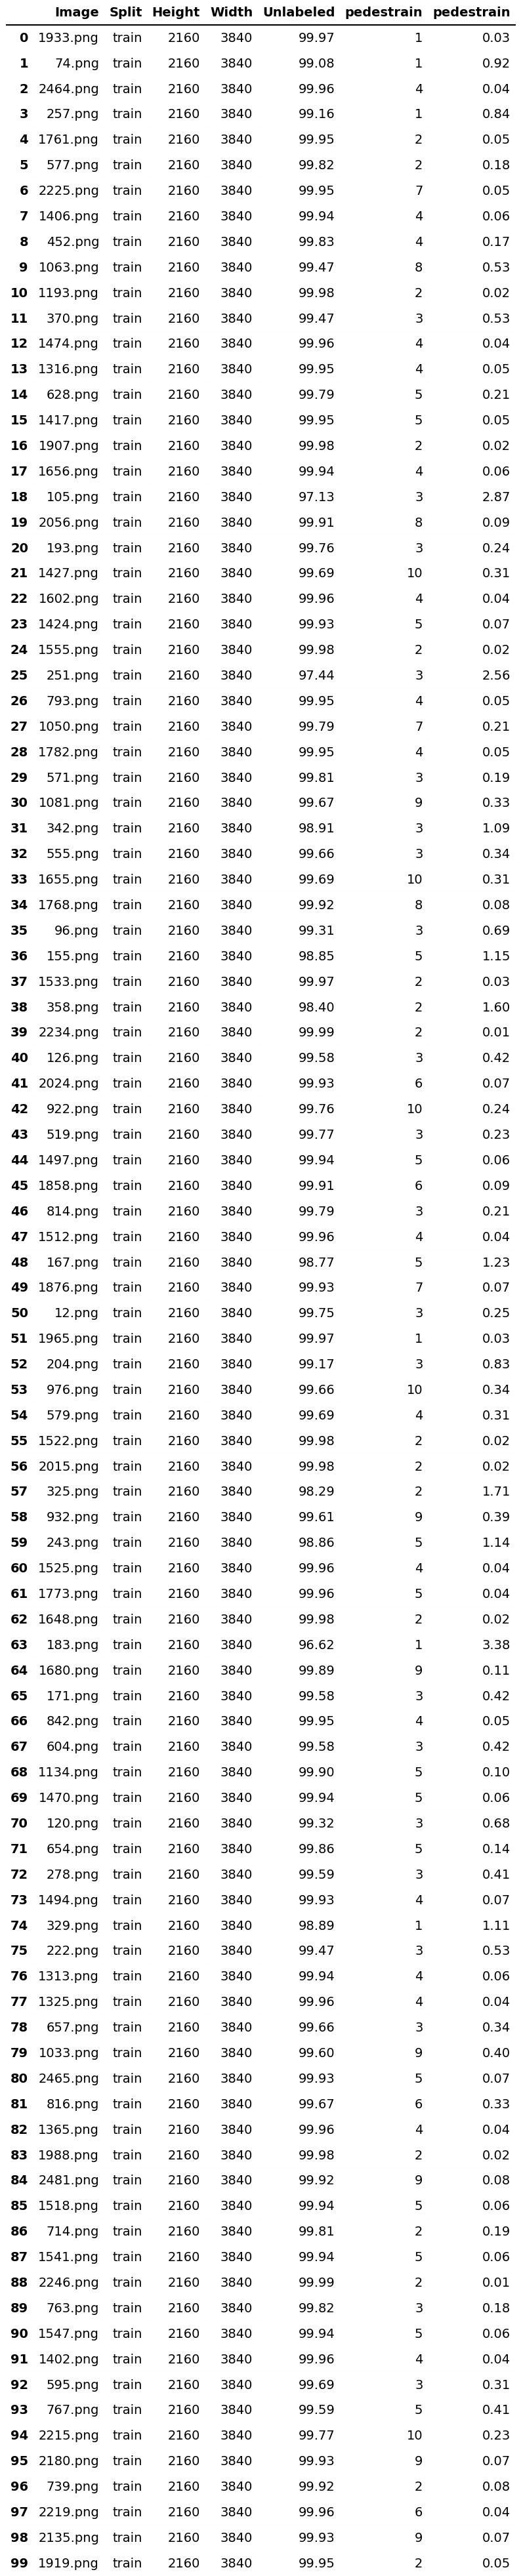 Image Split Height Width Unlabeled pedestrain pedestrain
0 1933.png train 2160 3840 99.97 1 0.03
1 74.png train 2160 3840 99.08 1 0.92
2 2464.png train 2160 3840 99.96 4 0.04
3 257.png train 2160 3840 99.16 1 0.84
4 1761.png train 2160 3840 99.95 2 0.05
5 577.png train 2160 3840 99.82 2 0.18
6 2225.png train 2160 3840 99.95 7 0.05
7 1406.png train 2160 3840 99.94 4 0.06
8 452.png train 2160 3840 99.83 4 0.17
9 1063.png train 2160 3840 99.47 8 0.53
10 1193.png train 2160 3840 99.98 2 0.02
11 370.png train 2160 3840 99.47 3 0.53
12 1474.png train 2160 3840 99.96 4 0.04
13 1316.png train 2160 3840 99.95 4 0.05
14 628.png train 2160 3840 99.79 5 0.21
15 1417.png train 2160 3840 99.95 5 0.05
16 1907.png train 2160 3840 99.98 2 0.02
17 1656.png train 2160 3840 99.94 4 0.06
18 105.png train 2160 3840 97.13 3 2.87
19 2056.png train 2160 3840 99.91 8 0.09
20 193.png train 2160 3840 99.76 3 0.24
21 1427.png train 2160 3840 99.69 10 0.31
22 1602.png train 2160 3840 99.96 4 0.04
23 1424.png train 2160 3840 99.93 5 0.07
24 1555.png train 2160 3840 99.98 2 0.02
25 251.png train 2160 3840 97.44 3 2.56
26 793.png train 2160 3840 99.95 4 0.05
27 1050.png train 2160 3840 99.79 7 0.21
28 1782.png train 2160 3840 99.95 4 0.05
29 571.png train 2160 3840 99.81 3 0.19
30 1081.png train 2160 3840 99.67 9 0.33
31 342.png train 2160 3840 98.91 3 1.09
32 555.png train 2160 3840 99.66 3 0.34
33 1655.png train 2160 3840 99.69 10 0.31
34 1768.png train 2160 3840 99.92 8 0.08
35 96.png train 2160 3840 99.31 3 0.69
36 155.png train 2160 3840 98.85 5 1.15
37 1533.png train 2160 3840 99.97 2 0.03
38 358.png train 2160 3840 98.40 2 1.60
39 2234.png train 2160 3840 99.99 2 0.01
40 126.png train 2160 3840 99.58 3 0.42
41 2024.png train 2160 3840 99.93 6 0.07
42 922.png train 2160 3840 99.76 10 0.24
43 519.png train 2160 3840 99.77 3 0.23
44 1497.png train 2160 3840 99.94 5 0.06
45 1858.png train 2160 3840 99.91 6 0.09
46 814.png train 2160 3840 99.79 3 0.21
47 1512.png train 2160 3840 99.96 4 0.04
48 167.png train 2160 3840 98.77 5 1.23
49 1876.png train 2160 3840 99.93 7 0.07
50 12.png train 2160 3840 99.75 3 0.25
51 1965.png train 2160 3840 99.97 1 0.03
52 204.png train 2160 3840 99.17 3 0.83
53 976.png train 2160 3840 99.66 10 0.34
54 579.png train 2160 3840 99.69 4 0.31
55 1522.png train 2160 3840 99.98 2 0.02
56 2015.png train 2160 3840 99.98 2 0.02
57 325.png train 2160 3840 98.29 2 1.71
58 932.png train 2160 3840 99.61 9 0.39
59 243.png train 2160 3840 98.86 5 1.14
60 1525.png train 2160 3840 99.96 4 0.04
61 1773.png train 2160 3840 99.96 5 0.04
62 1648.png train 2160 3840 99.98 2 0.02
63 183.png train 2160 3840 96.62 1 3.38
64 1680.png train 2160 3840 99.89 9 0.11
65 171.png train 2160 3840 99.58 3 0.42
66 842.png train 2160 3840 99.95 4 0.05
67 604.png train 2160 3840 99.58 3 0.42
68 1134.png train 2160 3840 99.90 5 0.10
69 1470.png train 2160 3840 99.94 5 0.06
70 120.png train 2160 3840 99.32 3 0.68
71 654.png train 2160 3840 99.86 5 0.14
72 278.png train 2160 3840 99.59 3 0.41
73 1494.png train 2160 3840 99.93 4 0.07
74 329.png train 2160 3840 98.89 1 1.11
75 222.png train 2160 3840 99.47 3 0.53
76 1313.png train 2160 3840 99.94 4 0.06
77 1325.png train 2160 3840 99.96 4 0.04
78 657.png train 2160 3840 99.66 3 0.34
79 1033.png train 2160 3840 99.60 9 0.40
80 2465.png train 2160 3840 99.93 5 0.07
81 816.png train 2160 3840 99.67 6 0.33
82 1365.png train 2160 3840 99.96 4 0.04
83 1988.png train 2160 3840 99.98 2 0.02
84 2481.png train 2160 3840 99.92 9 0.08
85 1518.png train 2160 3840 99.94 5 0.06
86 714.png train 2160 3840 99.81 2 0.19
87 1541.png train 2160 3840 99.94 5 0.06
88 2246.png train 2160 3840 99.99 2 0.01
89 763.png train 2160 3840 99.82 3 0.18
90 1547.png train 2160 3840 99.94 5 0.06
91 1402.png train 2160 3840 99.96 4 0.04
92 595.png train 2160 3840 99.69 3 0.31
93 767.png train 2160 3840 99.59 5 0.41
94 2215.png train 2160 3840 99.77 10 0.23
95 2180.png train 2160 3840 99.93 9 0.07
96 739.png train 2160 3840 99.92 2 0.08
97 2219.png train 2160 3840 99.96 6 0.04
98 2135.png train 2160 3840 99.93 9 0.07
99 1919.png train 2160 3840 99.95 2 0.05